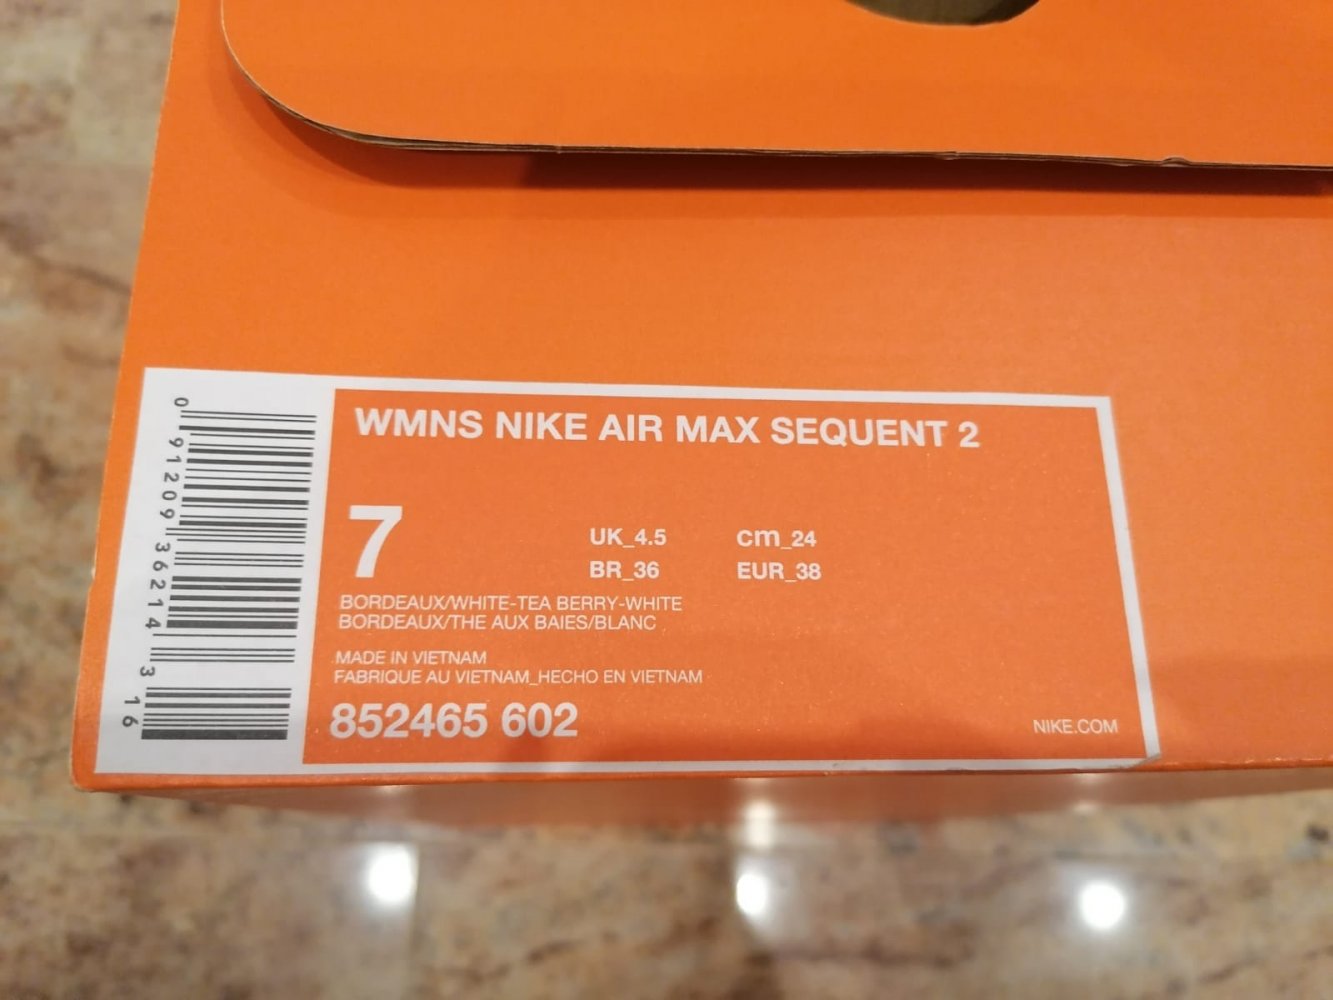 WMNS NIKE AIR MAX SEQUENT 2
7
UK_4.5 cm_24
BR_36 EUR_38
BORDEAUX/WHITE-TEA BERRY-WHITE
BORDEAUX/THE AUX BAIES/BLANC
MADE IN VIETNAM
FABRIQUE AU VIETNAM_HECHO EN VIETNAM
852465 602
NIKE.COM
0 91209 36214 3 16